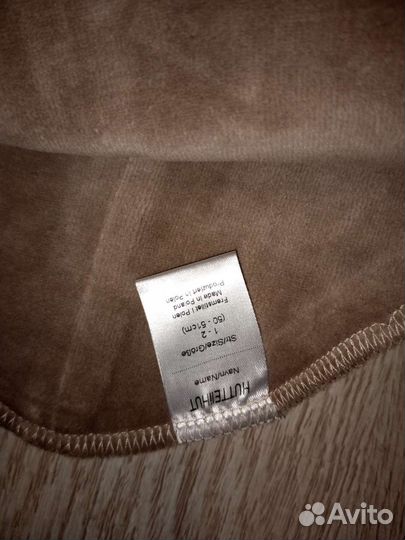 HUTTEliHUT
Navn/Name
Str/Size/Größe
1 - 2
(50 - 51cm)
Fremstillet i Polen
Made in Poland
Produziert in Polen
Avito